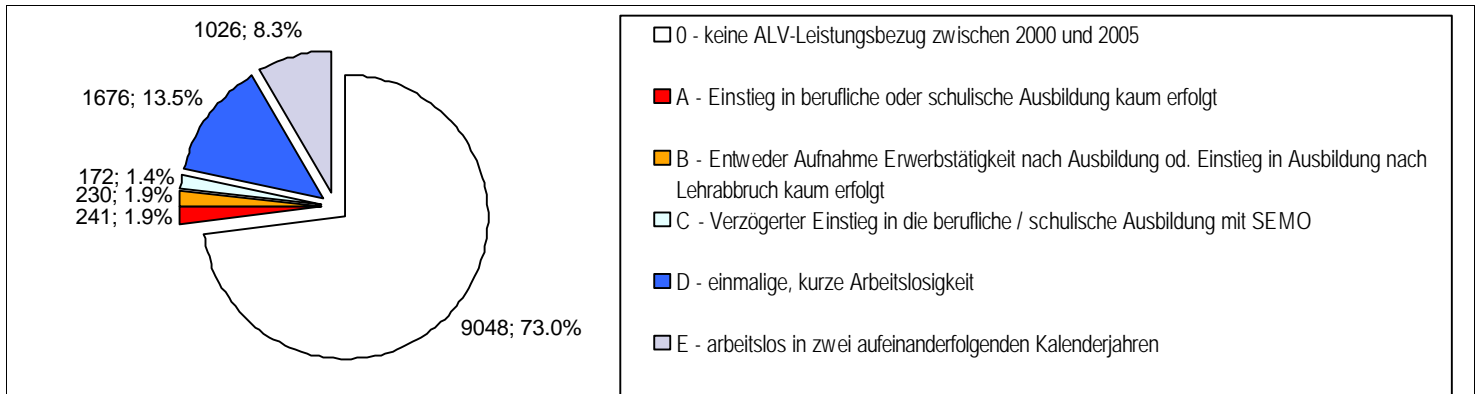 1026; 8.3%
1676; 13.5%
172; 1.4%
230; 1.9%
241; 1.9%
9048; 73.0%
0 - keine ALV-Leistungsbezug zwischen 2000 und 2005
A - Einstieg in berufliche oder schulische Ausbildung kaum erfolgt
B - Entweder Aufnahme Erwerbstätigkeit nach Ausbildung od. Einstieg in Ausbildung nach
Lehrabbruch kaum erfolgt
C - Verzögerter Einstieg in die berufliche / schulische Ausbildung mit SEMO
D - einmalige, kurze Arbeitslosigkeit
E - arbeitslos in zwei aufeinanderfolgenden Kalenderjahren